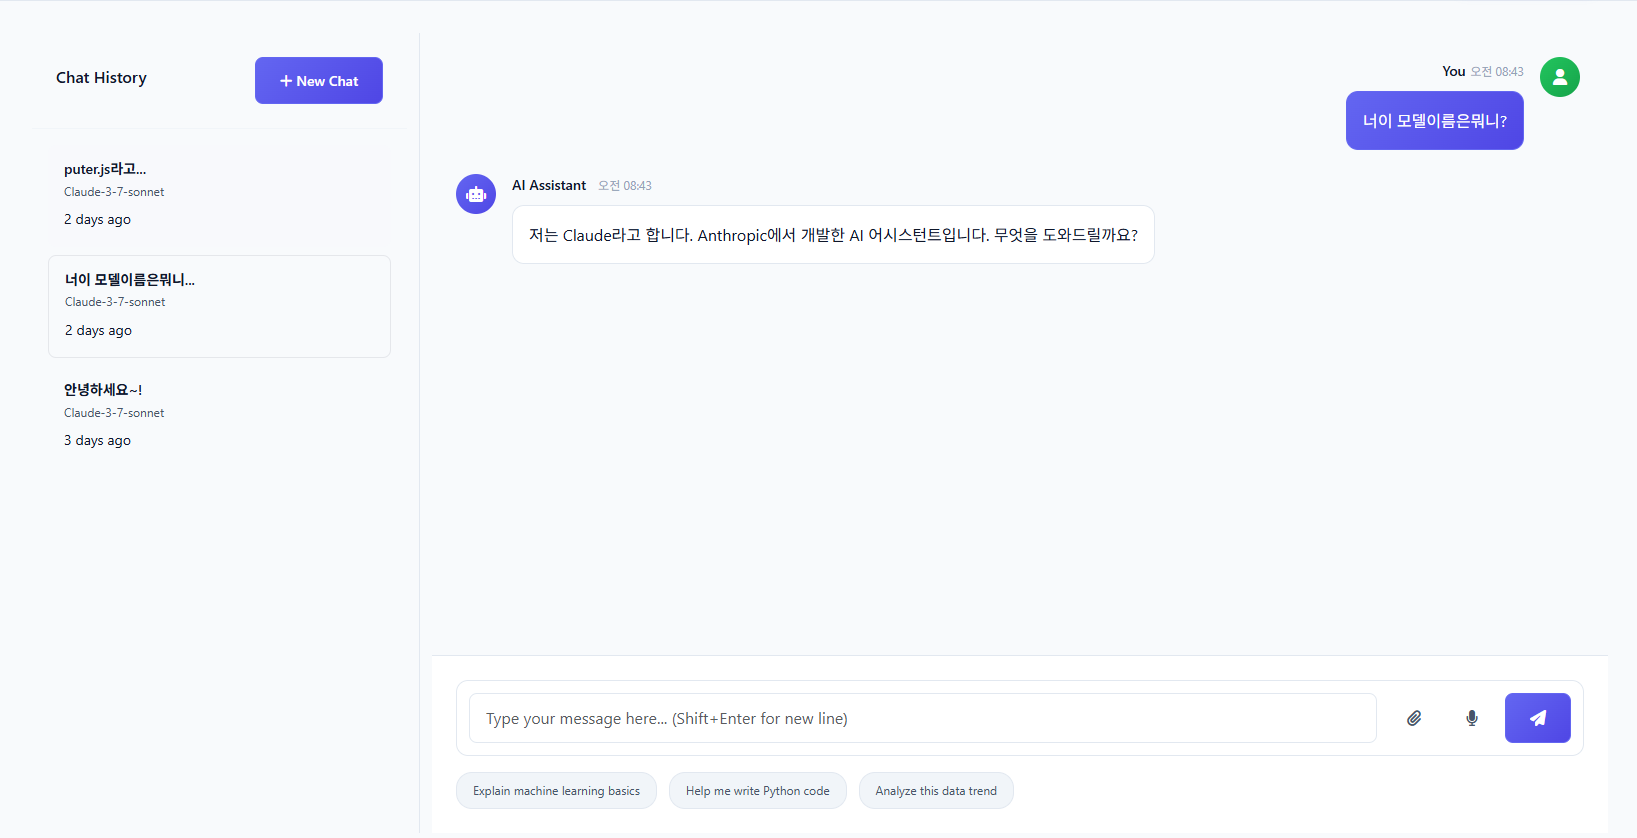 Chat History
+ New Chat
puter.js라고...
Claude-3-7-sonnet
2 days ago
너이 모델이름은뭐니...
Claude-3-7-sonnet
2 days ago
안녕하세요~!
Claude-3-7-sonnet
3 days ago
You 오전 08:43
너이 모델이름은뭐니?
AI Assistant 오전 08:43
저는 Claude라고 합니다. Anthropic에서 개발한 AI 어시스턴트입니다. 무엇을 도와드릴까요?
Type your message here... (Shift+Enter for new line)
Explain machine learning basics
Help me write Python code
Analyze this data trend